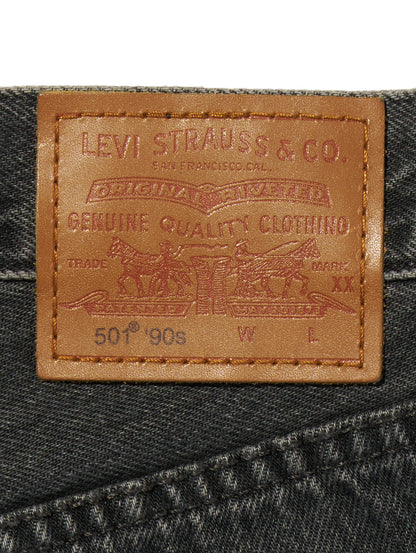 LEVI STRAUSS & CO.
SAN FRANCISCO, CAL.
ORIGINAL RIVETED
GENUINE QUALITY CLOTHING
TRADE MARK
XX
501® '90s W L